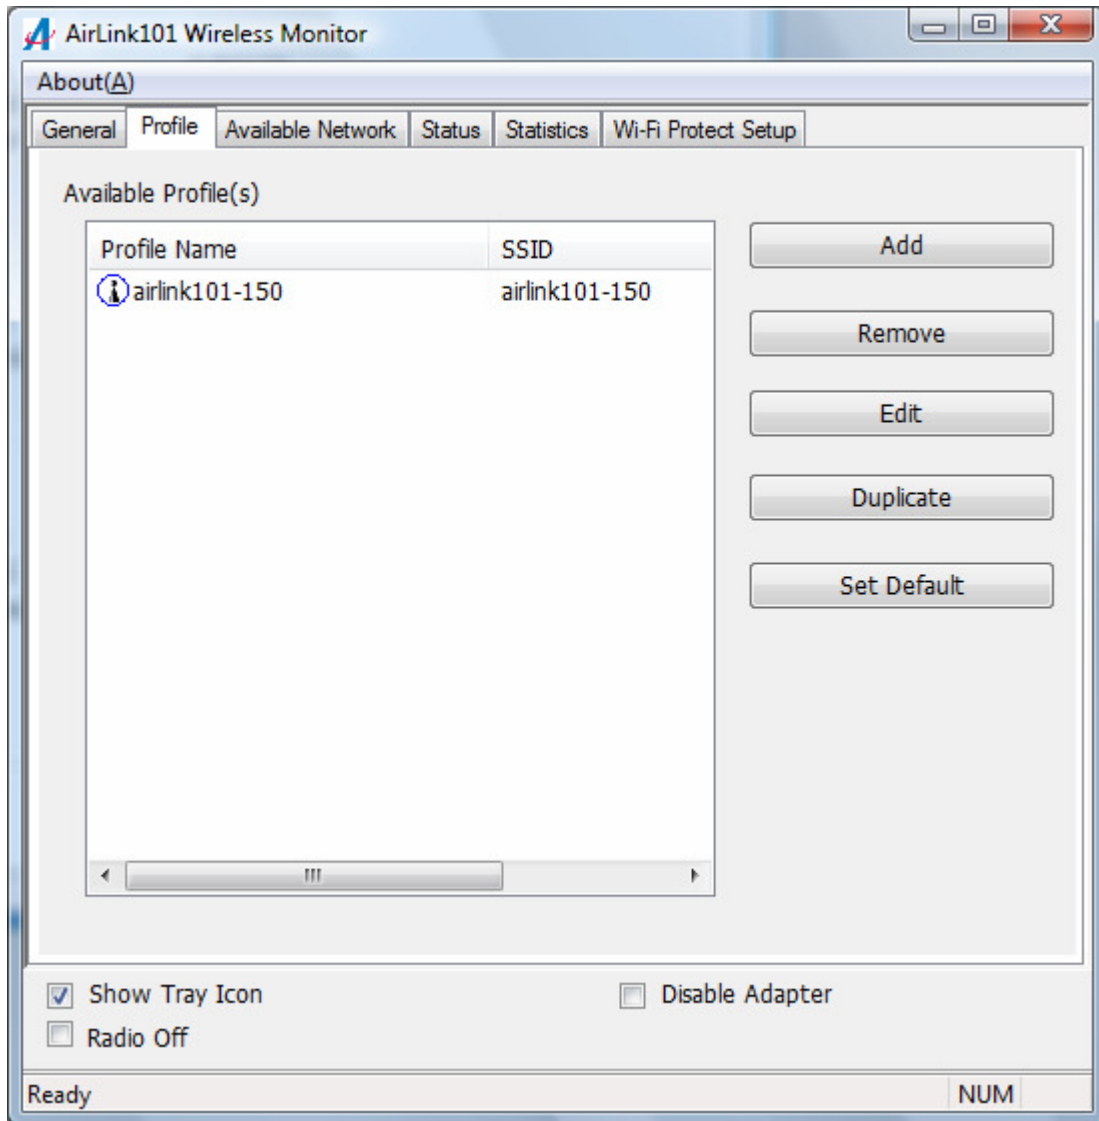 AirLink101 Wireless Monitor
About(A)
General Profile Available Network Status Statistics Wi-Fi Protect Setup
Available Profile(s)
Profile Name SSID
airlink101-150 airlink101-150
Add
Remove
Edit
Duplicate
Set Default
Show Tray Icon Disable Adapter
Radio Off
Ready NUM